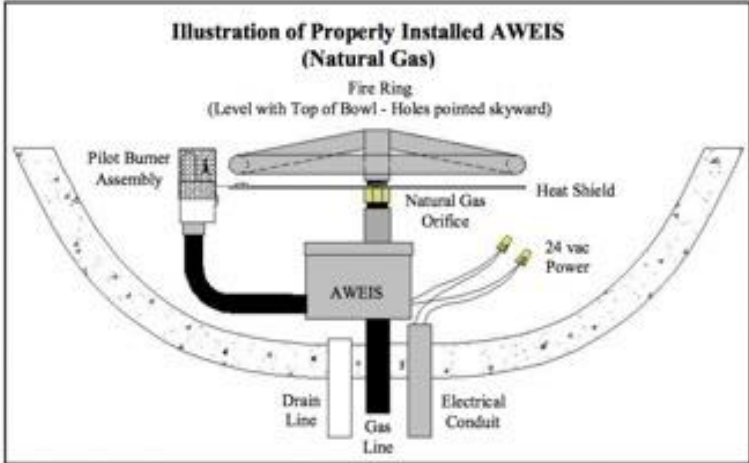 Illustration of Properly Installed AWEIS
(Natural Gas)
Fire Ring
(Level with Top of Bowl - Holes pointed skyward)
Pilot Burner
Assembly
Heat Shield
Natural Gas
Orifice
24 vac
Power
AWEIS
Drain
Line
Gas
Line
Electrical
Conduit